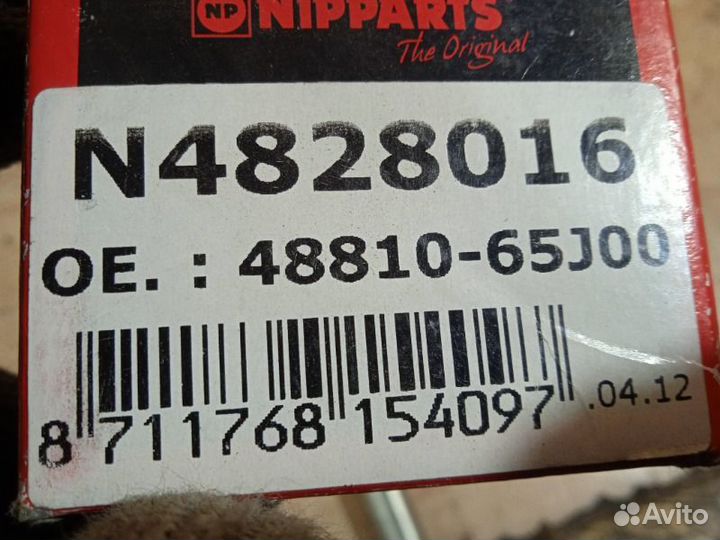 NP NIPPARTS
The Original
N4828016
OE. : 48810-65J00
8 711768 154097 .04.12
Avito